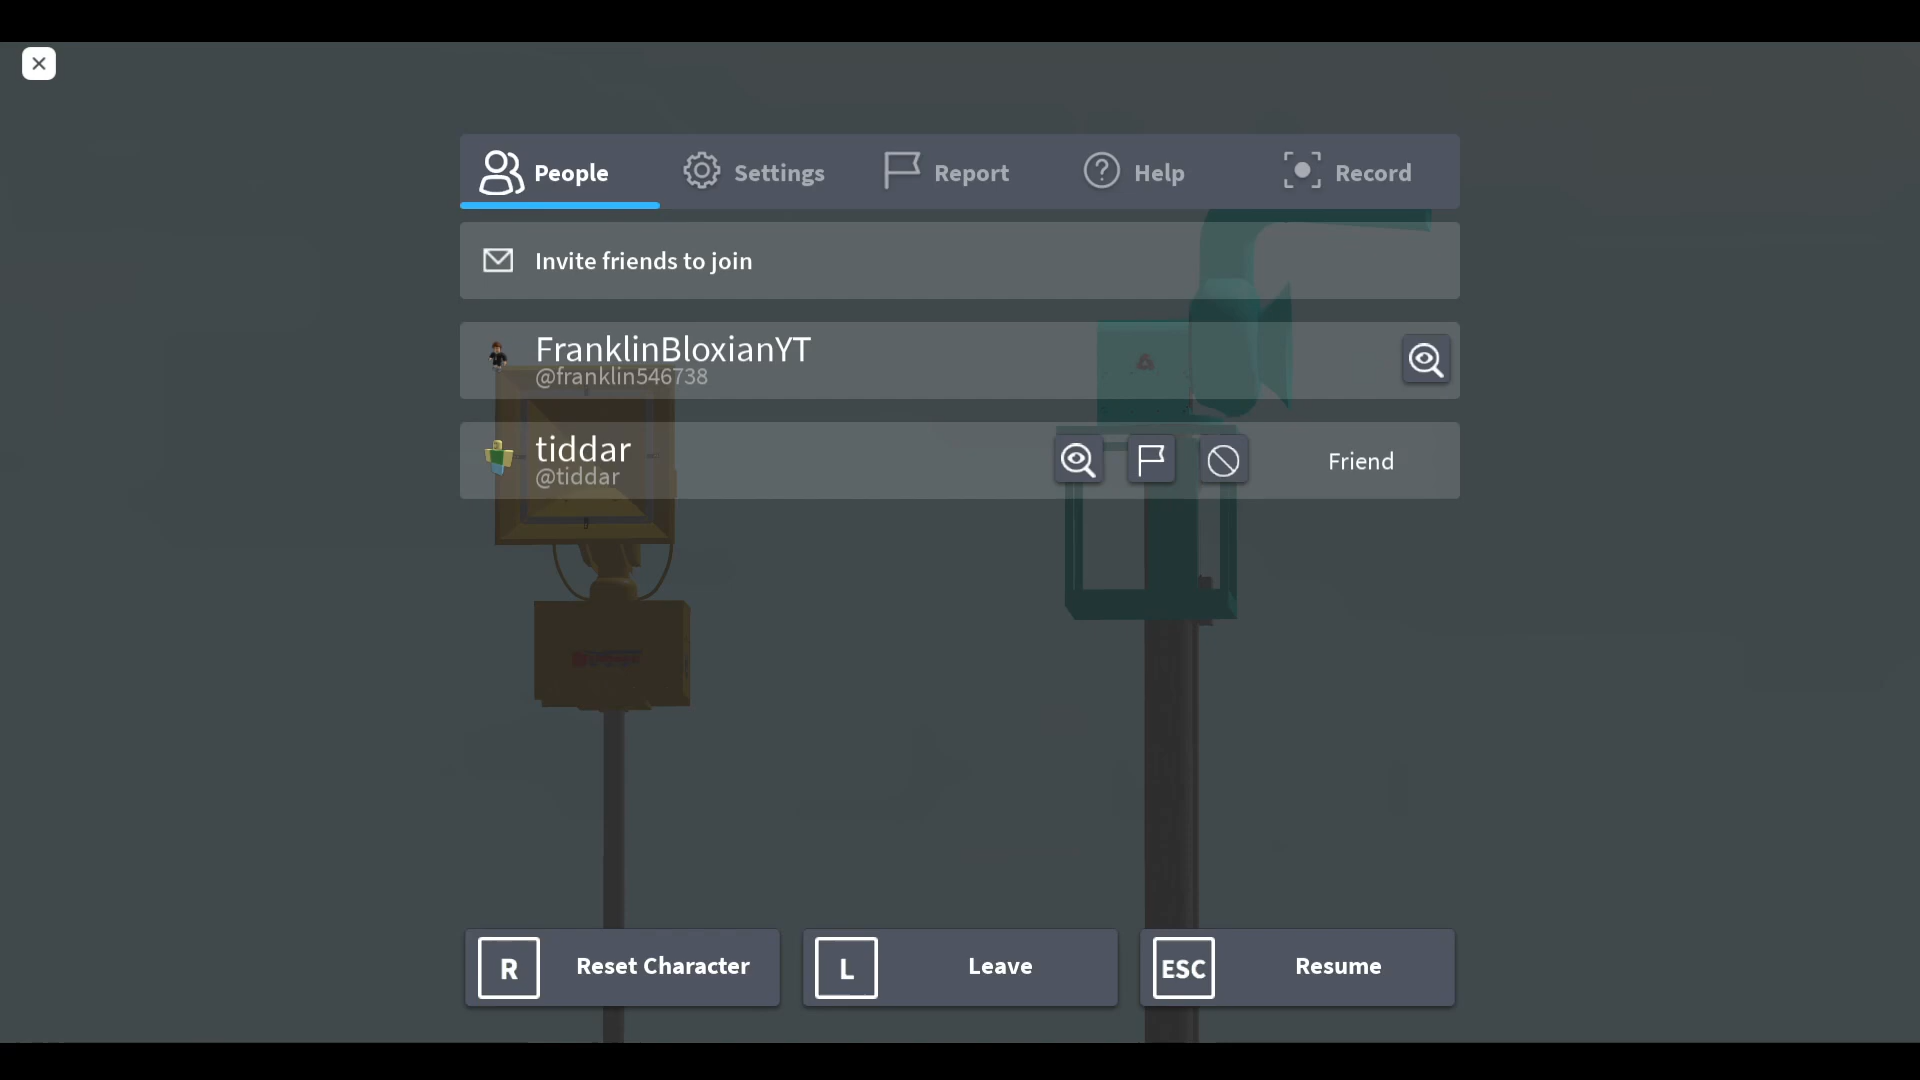 People
Settings
Report
Help
Record
Invite friends to join
FranklinBloxianYT
@franklin546738
tiddar
@tiddar
Friend
R
Reset Character
L
Leave
ESC
Resume